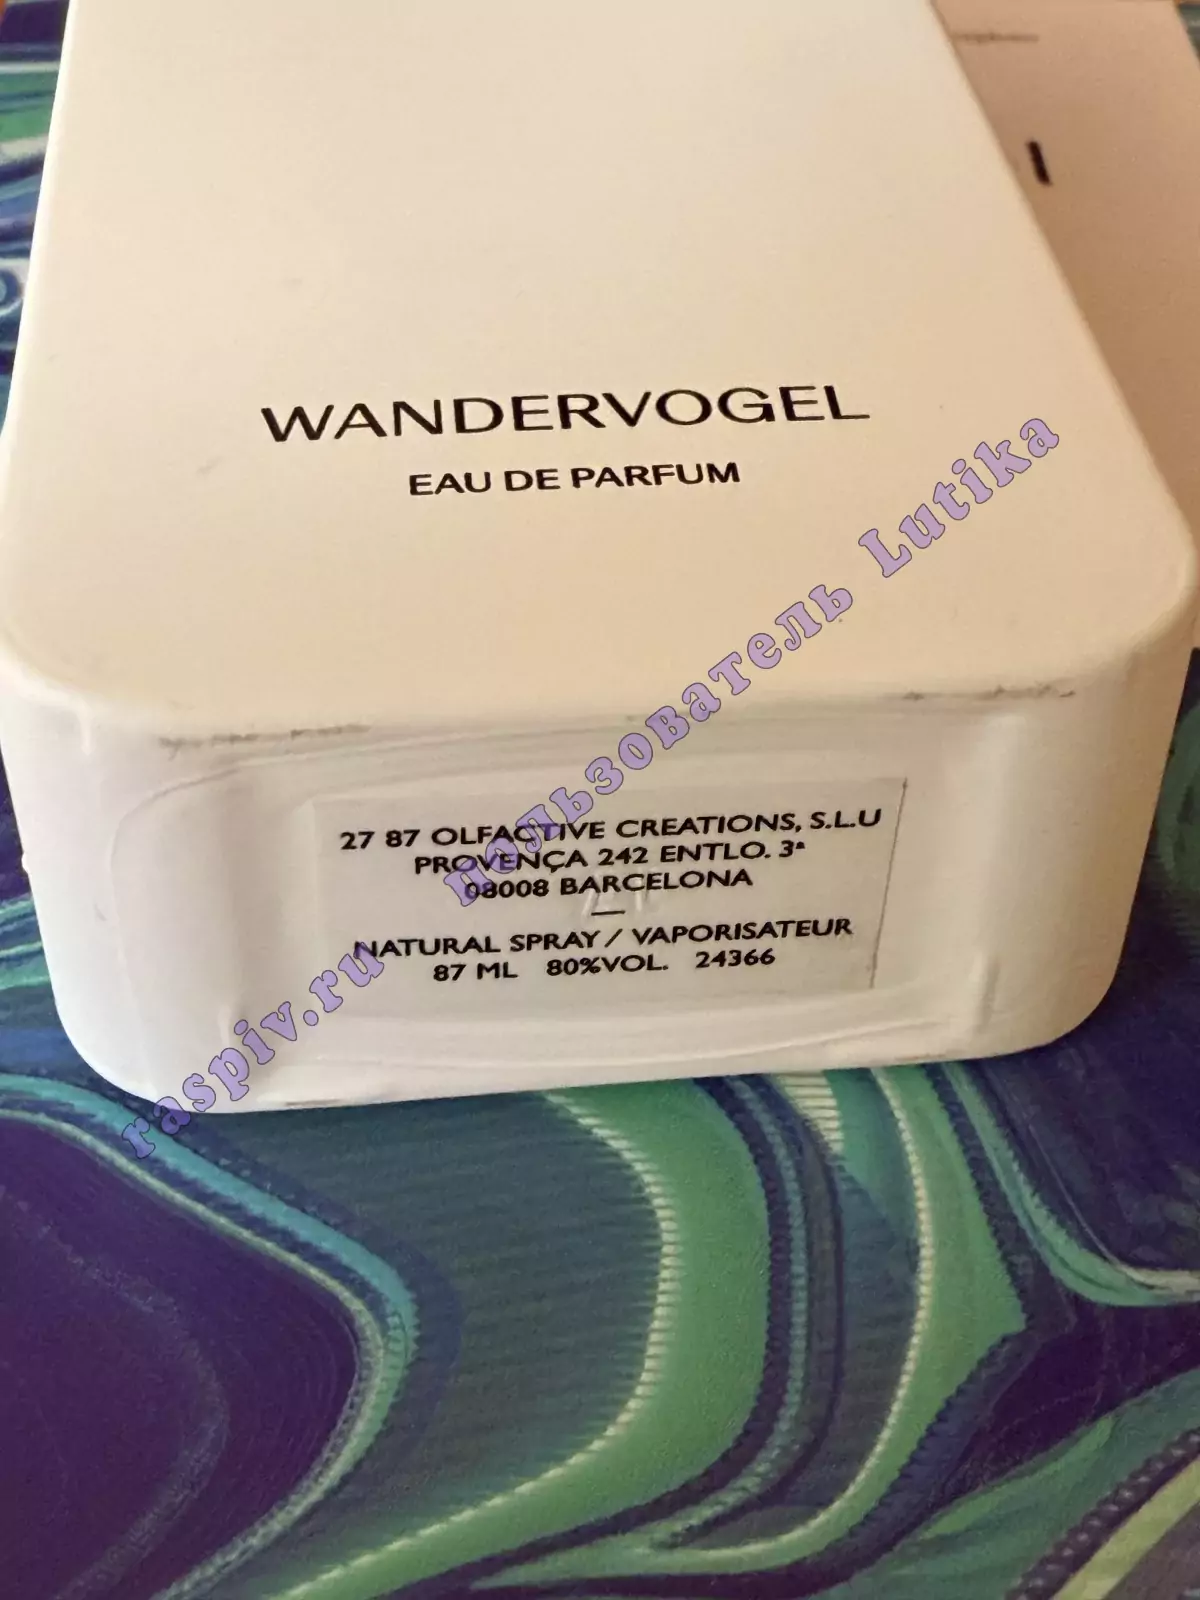 WANDERVOGEL
EAU DE PARFUM
27 87 OLFACTIVE CREATIONS, S.L.U
PROVENÇA 242 ENTLO. 3ª
08008 BARCELONA
—
NATURAL SPRAY / VAPORISATEUR
87 ML 80%VOL. 24366
raspiv.ru пользователь Lutika